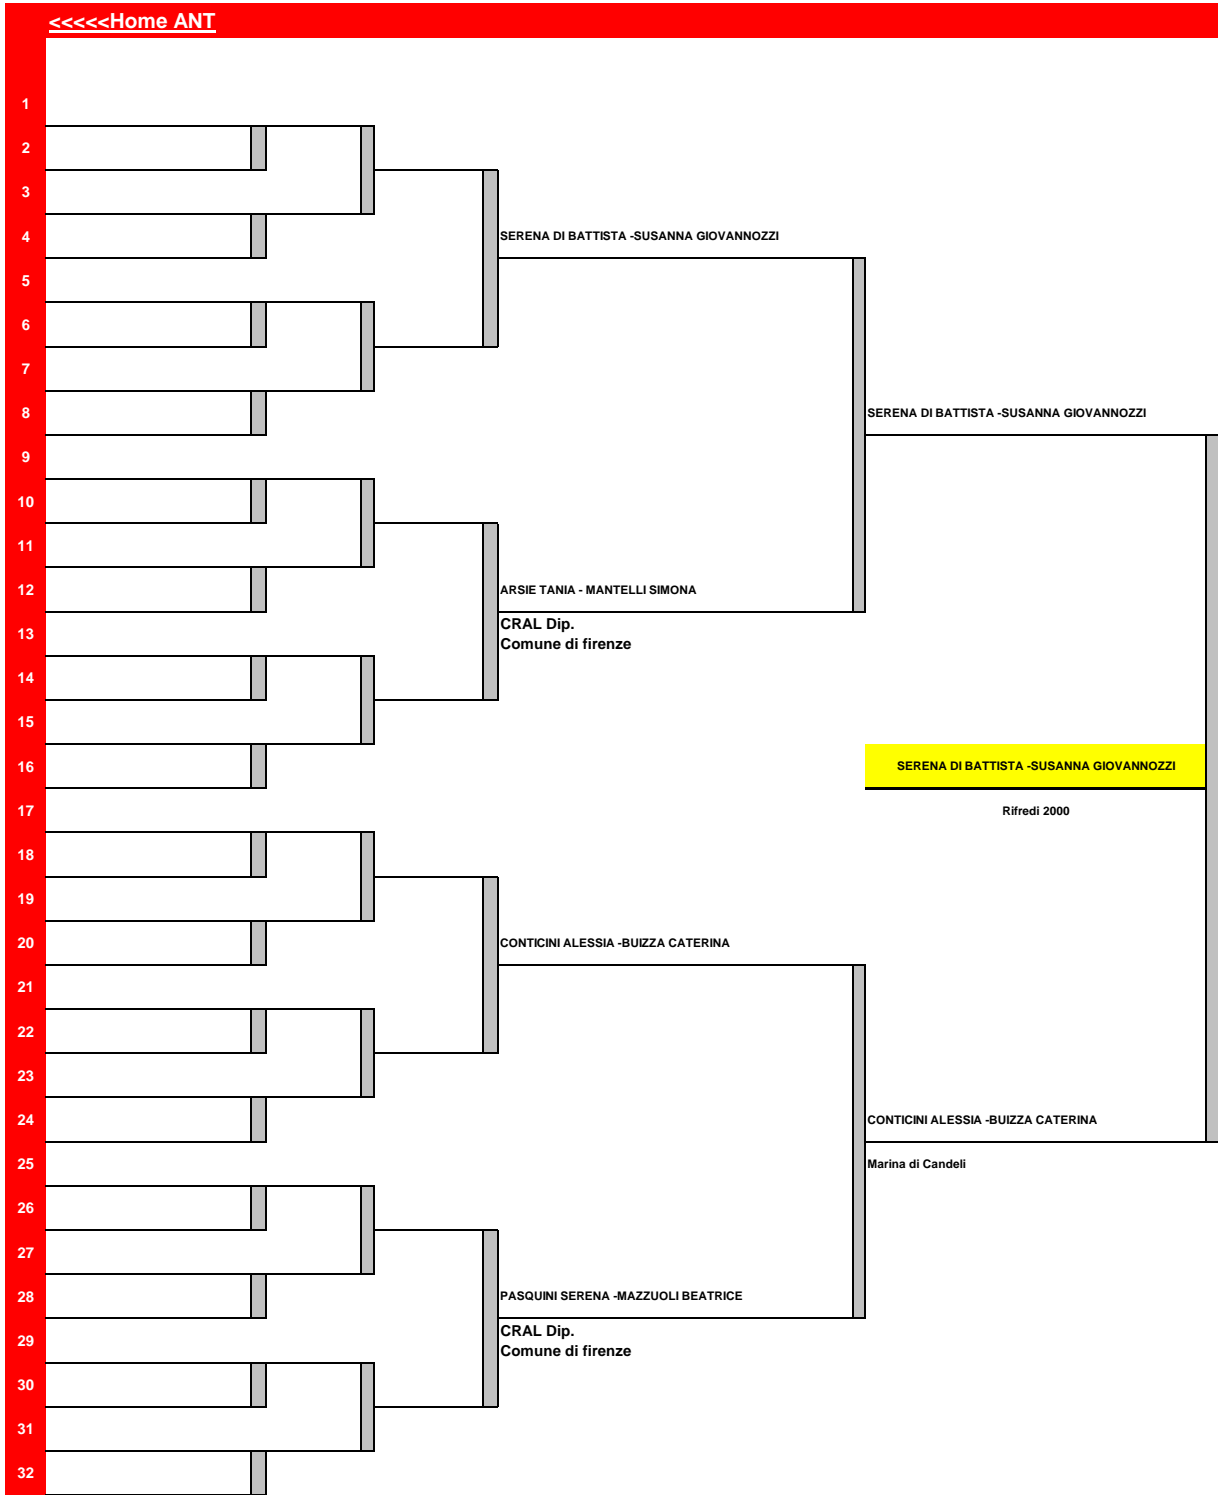 <<<<<Home ANT
1
2
3
4
SERENA DI BATTISTA -SUSANNA GIOVANNOZZI
5
6
7
8
SERENA DI BATTISTA -SUSANNA GIOVANNOZZI
9
10
11
12
ARSIE TANIA - MANTELLI SIMONA
13
CRAL Dip.
Comune di firenze
14
15
16
SERENA DI BATTISTA -SUSANNA GIOVANNOZZI
17
Rifredi 2000
18
19
20
CONTICINI ALESSIA -BUIZZA CATERINA
21
22
23
24
CONTICINI ALESSIA -BUIZZA CATERINA
25
Marina di Candeli
26
27
28
PASQUINI SERENA -MAZZUOLI BEATRICE
29
CRAL Dip.
Comune di firenze
30
31
32